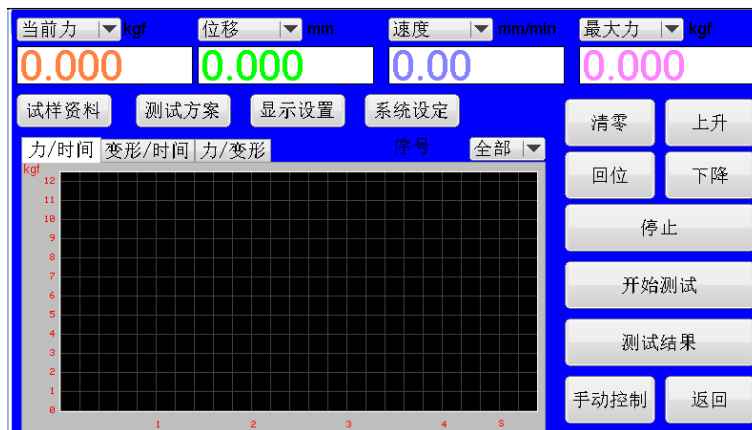 当前力 kgf 位移 mm 速度 mm/min 最大力 kgf
0.000 0.000 0.00 0.000
试样资料 测试方案 显示设置 系统设定
清零 上升
力/时间 变形/时间 力/变形 序号 全部
kgf
回位 下降
停止
开始测试
测试结果
手动控制 返回
12
11
10
9
8
7
6
5
4
3
2
1
0
1 2 3 4 S